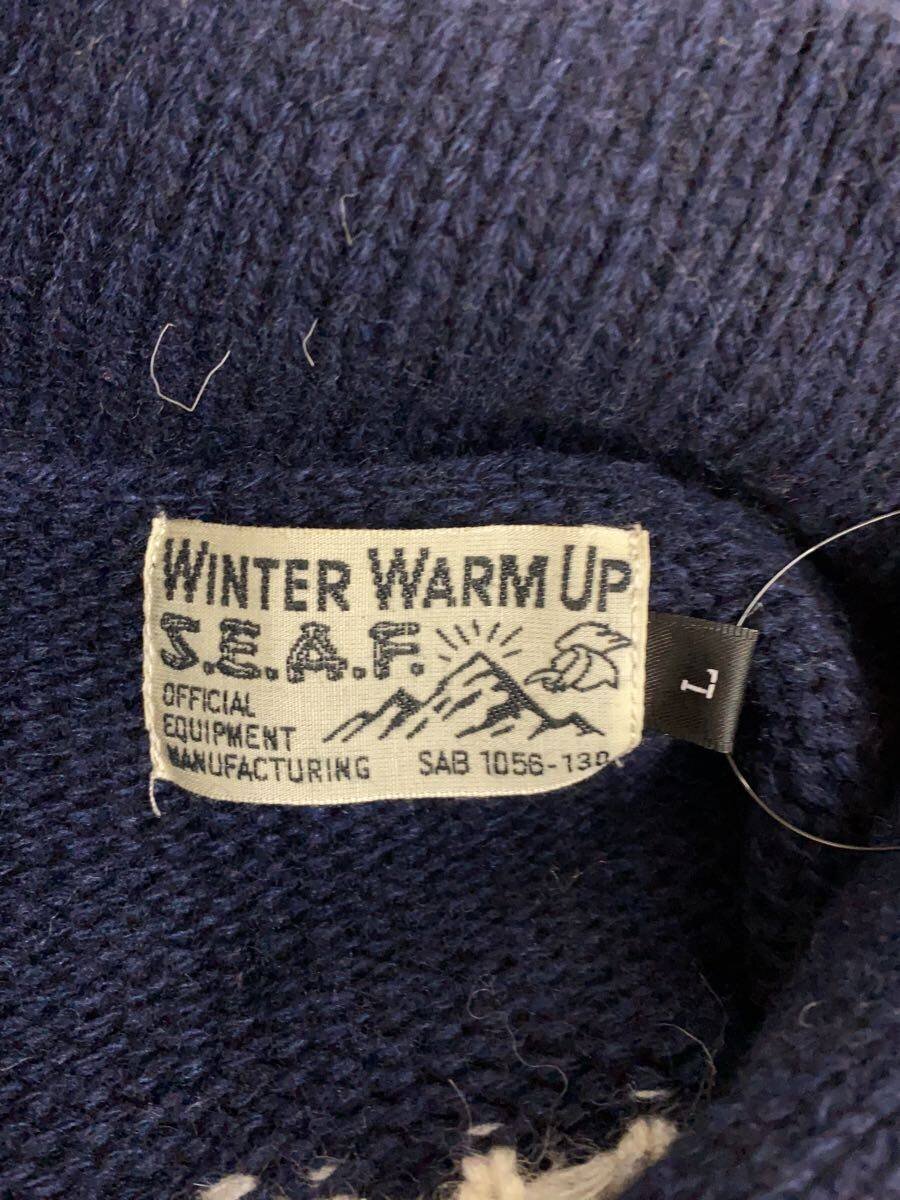 WINTER WARM UP
S.E.A.F.
OFFICIAL
EQUIPMENT
MANUFACTURING
SAB 1056-130
L